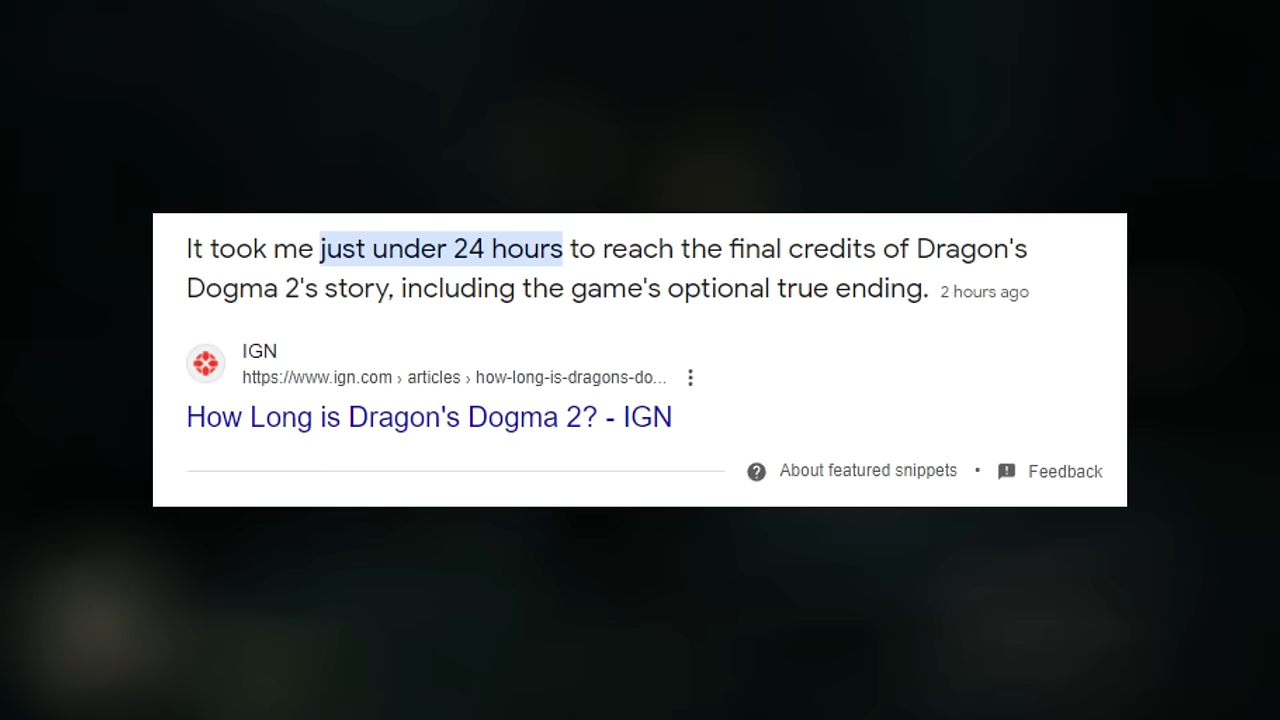 It took me just under 24 hours to reach the final credits of Dragon's
Dogma 2's story, including the game's optional true ending. 2 hours ago
IGN
https://www.ign.com › articles › how-long-is-dragons-do...
How Long is Dragon's Dogma 2? - IGN
About featured snippets • Feedback